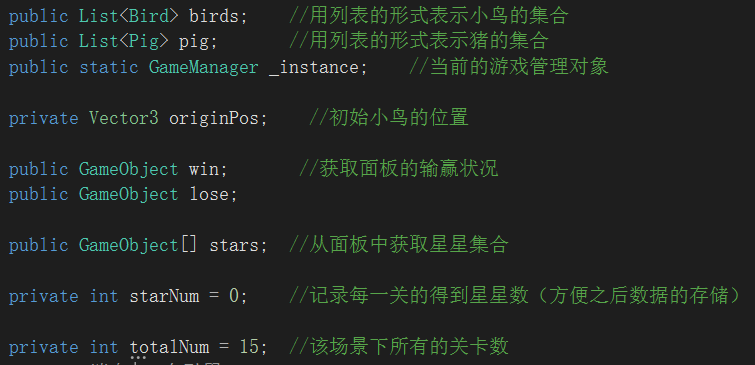 public List<Bird> birds;    //用列表的形式表示小鸟的集合
public List<Pig> pig;       //用列表的形式表示猪的集合
public static GameManager _instance;    //当前的游戏管理对象
private Vector3 originPos;    //初始小鸟的位置
public GameObject win;       //获取面板的输赢状况
public GameObject lose;
public GameObject[] stars;  //从面板中获取星星集合
private int starNum = 0;    //记录每一关的得到星星数（方便之后数据的存储）
private int totalNum = 15;  //该场景下所有的关卡数